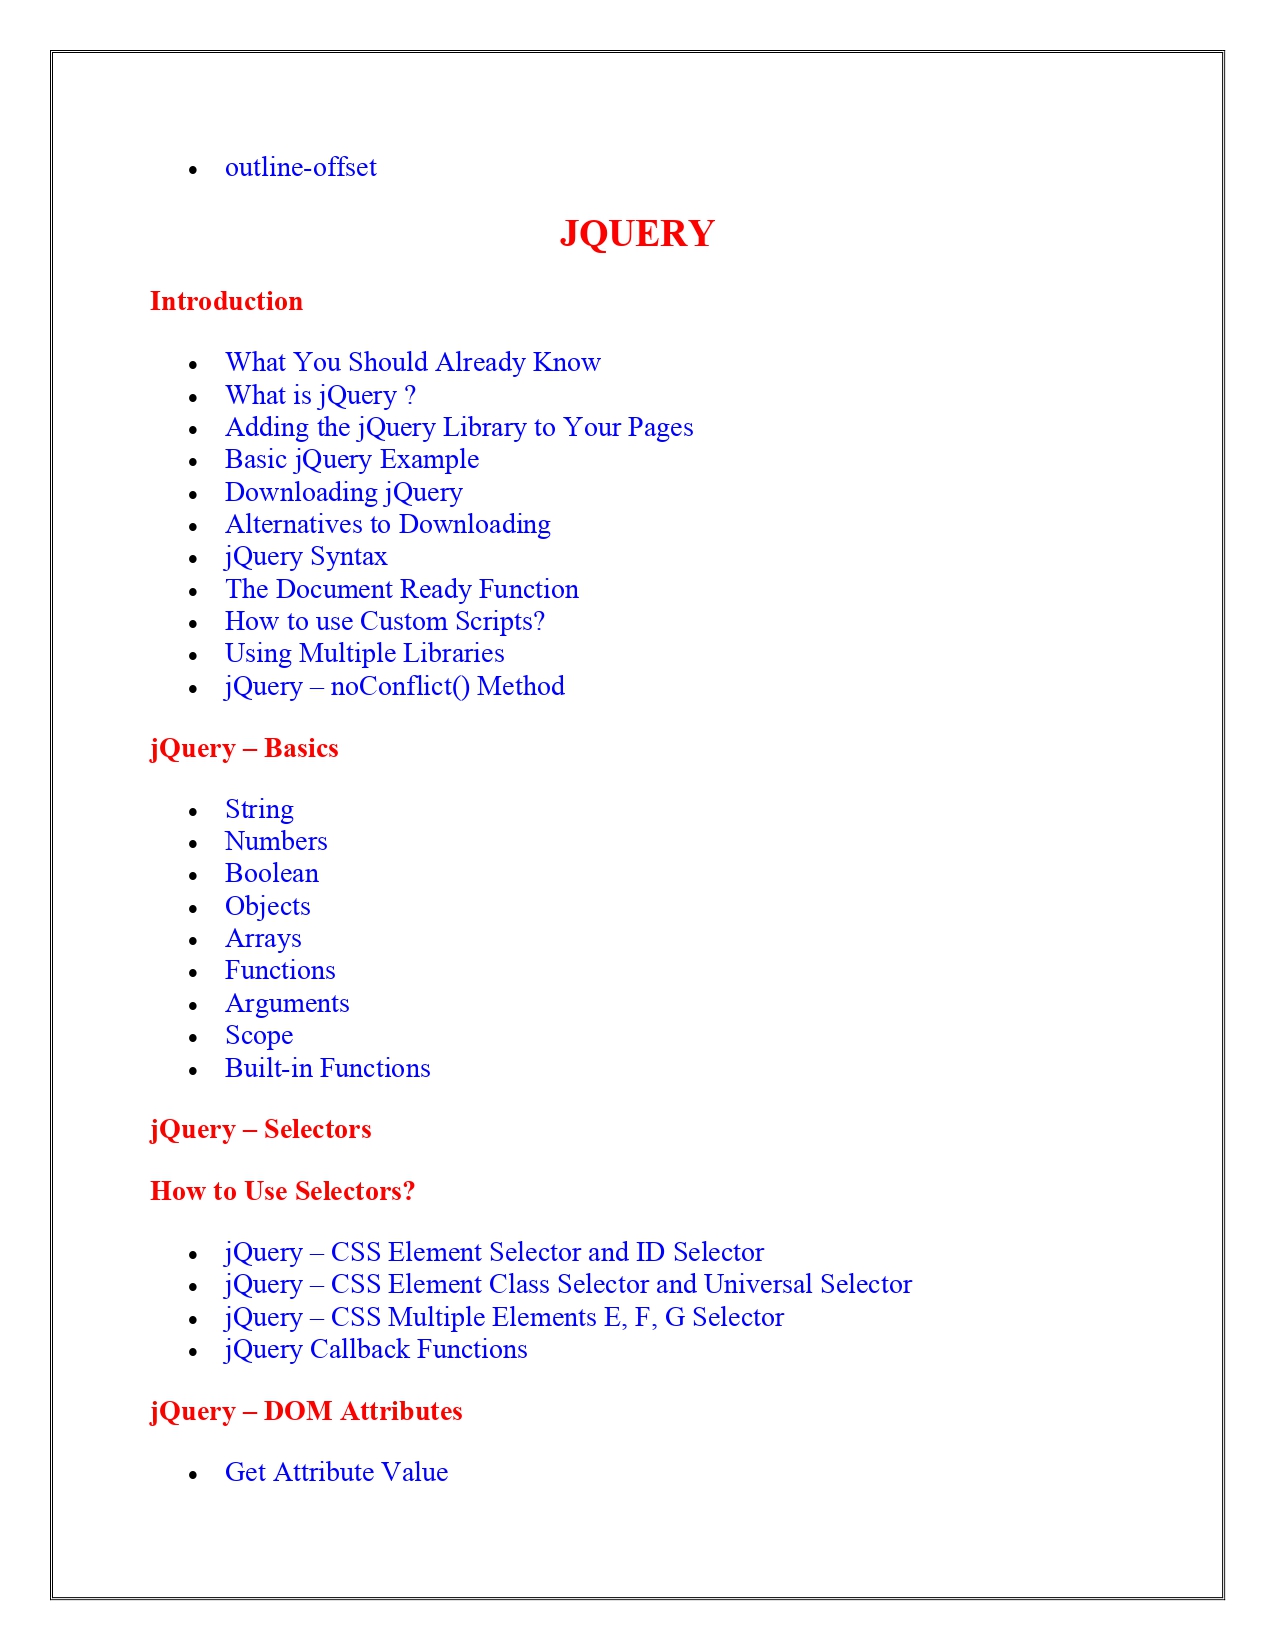 • outline-offset
JQUERY
Introduction
• What You Should Already Know
• What is jQuery ?
• Adding the jQuery Library to Your Pages
• Basic jQuery Example
• Downloading jQuery
• Alternatives to Downloading
• jQuery Syntax
• The Document Ready Function
• How to use Custom Scripts?
• Using Multiple Libraries
• jQuery – noConflict() Method
jQuery – Basics
• String
• Numbers
• Boolean
• Objects
• Arrays
• Functions
• Arguments
• Scope
• Built-in Functions
jQuery – Selectors
How to Use Selectors?
• jQuery – CSS Element Selector and ID Selector
• jQuery – CSS Element Class Selector and Universal Selector
• jQuery – CSS Multiple Elements E, F, G Selector
• jQuery Callback Functions
jQuery – DOM Attributes
• Get Attribute Value